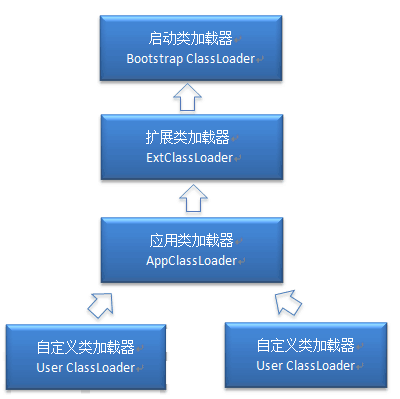 启动类加载器
Bootstrap ClassLoader
扩展类加载器
ExtClassLoader
应用类加载器
AppClassLoader
自定义类加载器
User ClassLoader
自定义类加载器
User ClassLoader